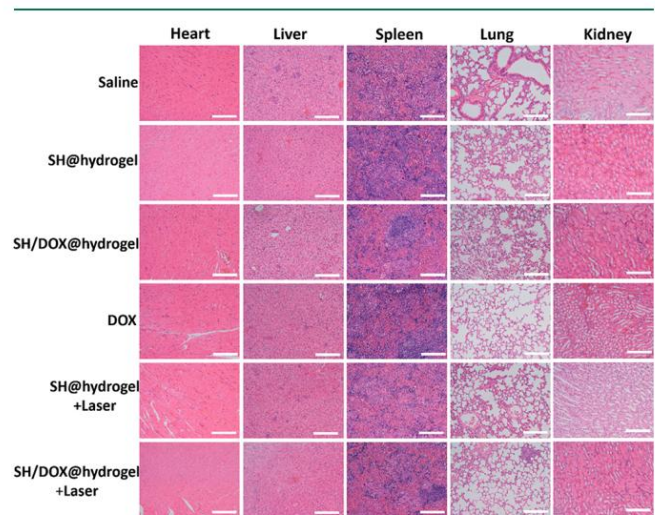 Heart Liver Spleen Lung Kidney
Saline
SH@hydrogel
SH/DOX@hydrogel
DOX
SH@hydrogel
+Laser
SH/DOX@hydrogel
+Laser